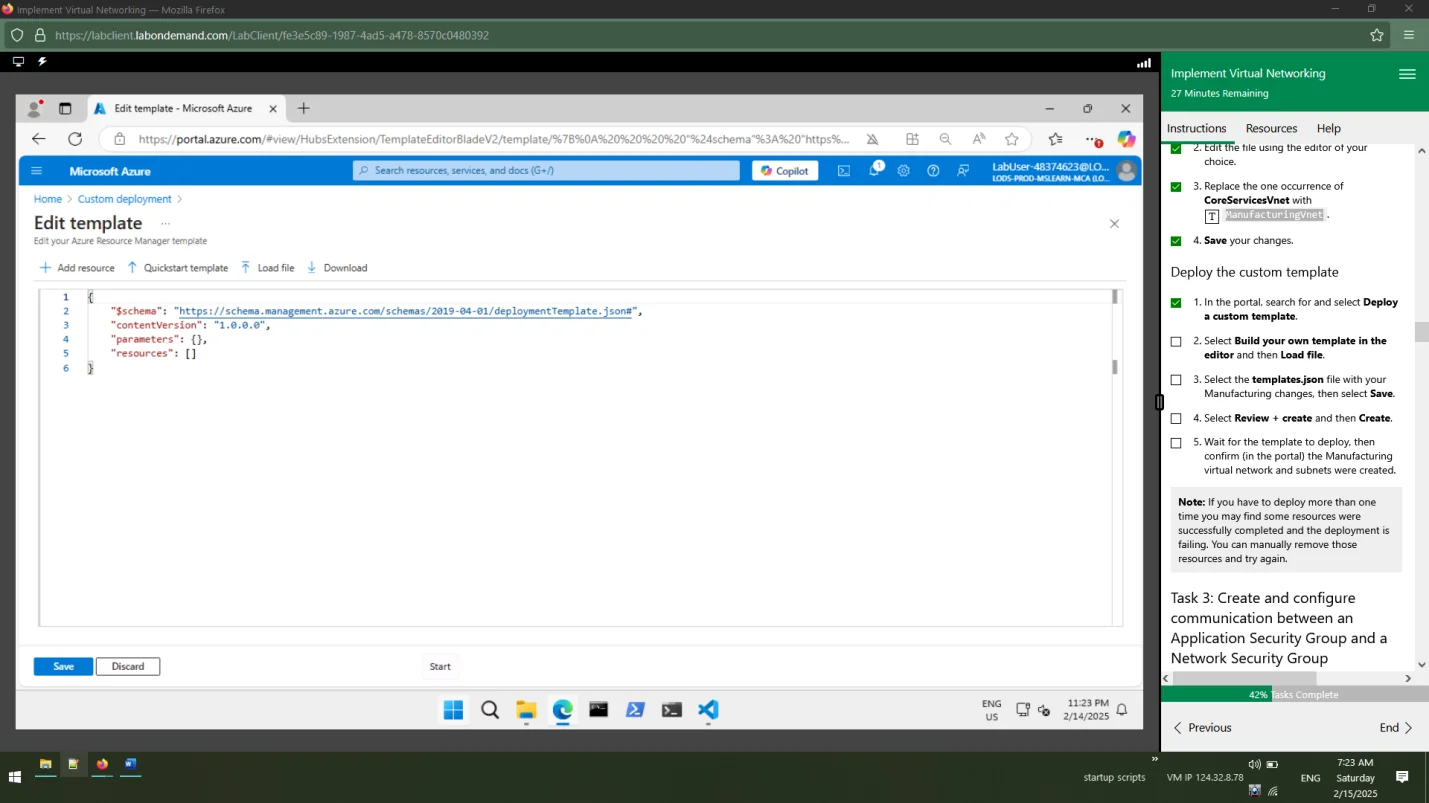 Implement Virtual Networking — Mozilla Firefox
https://labclient.labondemand.com/LabClient/fe3e5c89-1987-4ad5-a478-8570c0480392
Edit template - Microsoft Azure
https://portal.azure.com/#view/HubsExtension/TemplateEditorBladeV2/template/%7B%0A%20%20%20%20"%24schema"%3A%20"https%...
Microsoft Azure
Search resources, services, and docs (G+/)
Copilot
1
LabUser-48374623@LO...
LODS-PROD-MSLEARN-MCA (LO...
Home > Custom deployment >
Edit template ...
Edit your Azure Resource Manager template
Add resource
Quickstart template
Load file
Download
1 {
2 "$schema": "https://schema.management.azure.com/schemas/2019-04-01/deploymentTemplate.json#",
3 "contentVersion": "1.0.0.0",
4 "parameters": {},
5 "resources": []
6 }
Save
Discard
Start
ENG
US
11:23 PM
2/14/2025
Implement Virtual Networking
27 Minutes Remaining
Instructions
Resources
Help
2. Edit the file using the editor of your
choice.
3. Replace the one occurrence of
CoreServicesVnet with
T ManufacturingVnet .
4. Save your changes.
Deploy the custom template
1. In the portal, search for and select Deploy
a custom template.
2. Select Build your own template in the
editor and then Load file.
3. Select the templates.json file with your
Manufacturing changes, then select Save.
4. Select Review + create and then Create.
5. Wait for the template to deploy, then
confirm (in the portal) the Manufacturing
virtual network and subnets were created.
Note: If you have to deploy more than one
time you may find some resources were
successfully completed and the deployment is
failing. You can manually remove those
resources and try again.
Task 3: Create and configure
communication between an
Application Security Group and a
Network Security Group
42% Tasks Complete
Previous
End
startup scripts
VM IP 124.32.8.78
ENG
7:23 AM
Saturday
2/15/2025